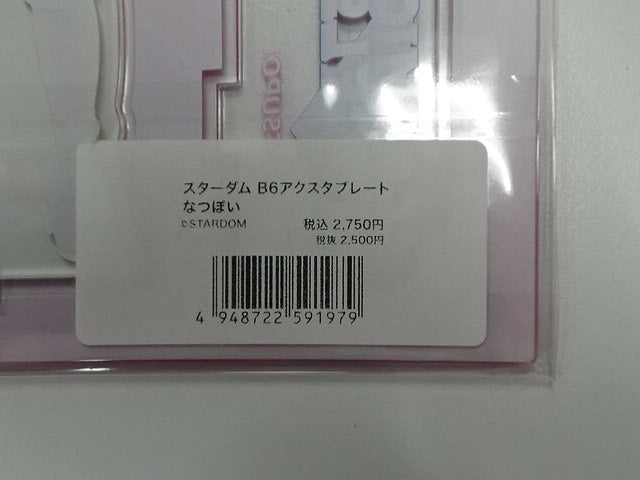 スターダム B6アクスタプレート
なつぽい
©STARDOM 税込 2,750円
税抜 2,500円
4 948722 591979